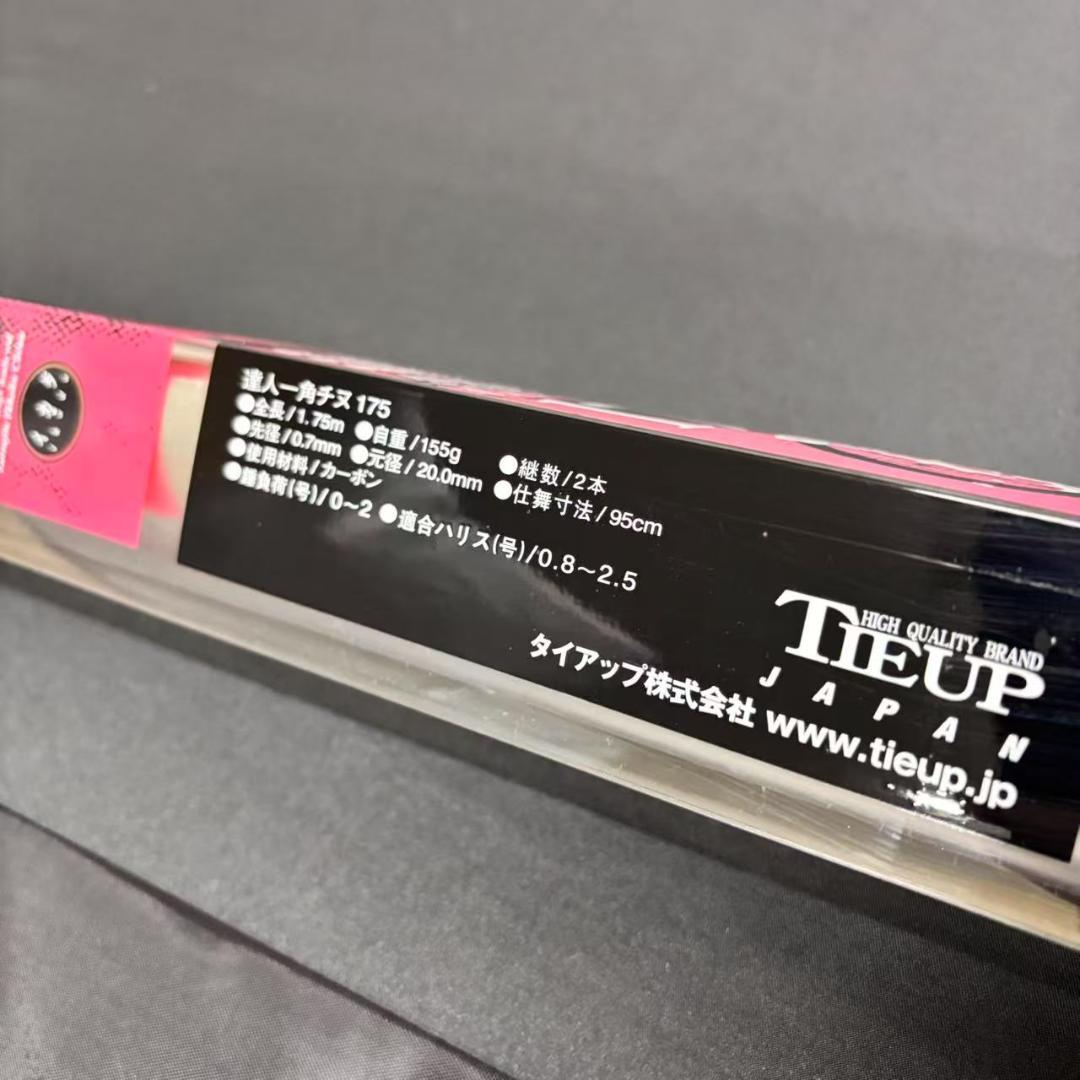 達人一角チヌ 175
●全長/1.75m ●自重/155g ●継数/2本
●先径/0.7mm ●元径/20.0mm ●仕舞寸法/95cm
●使用材料/カーボン
●錘負荷(号)/0〜2 ●適合ハリス(号)/0.8〜2.5
HIGH QUALITY BRAND
TIEUP
JAPAN
タイアップ株式会社 www.tieup.jp